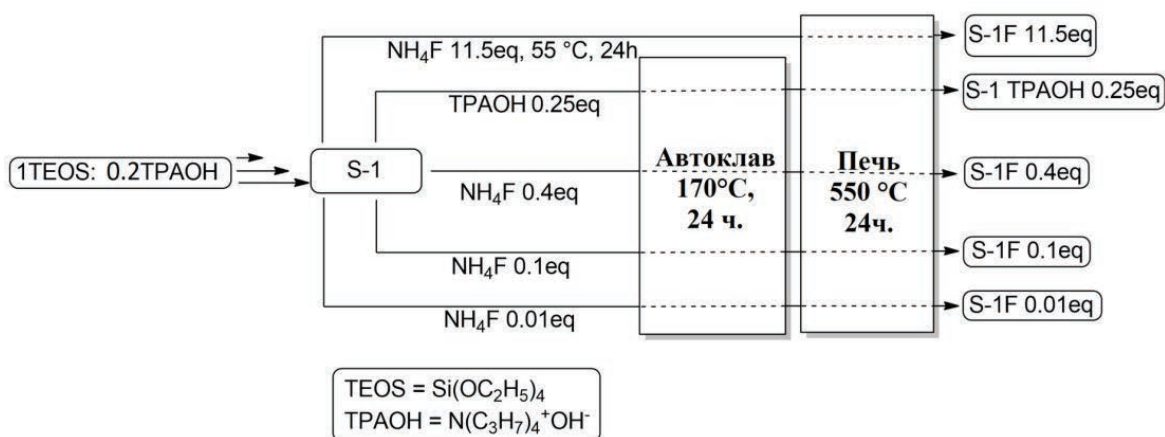 NH₄F 11.5eq, 55 °C, 24h
S-1F 11.5eq
TPAOH 0.25eq
S-1 TPAOH 0.25eq
1TEOS: 0.2TPAOH
S-1
NH₄F 0.4eq
Автоклав
170°C,
24 ч.
Печь
550 °C
24ч.
S-1F 0.4eq
NH₄F 0.1eq
S-1F 0.1eq
NH₄F 0.01eq
S-1F 0.01eq
TEOS = Si(OC₂H₅)₄
TPAOH = N(C₃H₇)₄⁺OH⁻